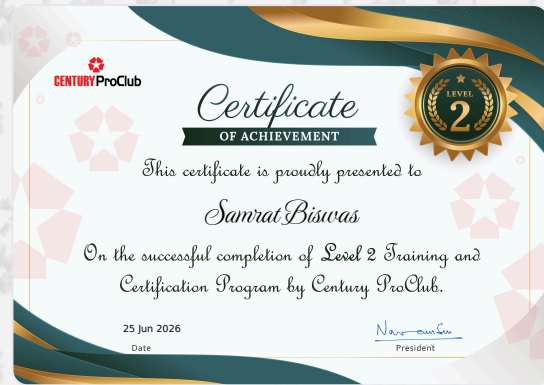 CENTURY ProClub
LEVEL
2
Certificate
OF ACHIEVEMENT
This certificate is proudly presented to
Samrat Biswas
On the successful completion of Level 2 Training and
Certification Program by Century ProClub.
25 Jun 2026
Date
President